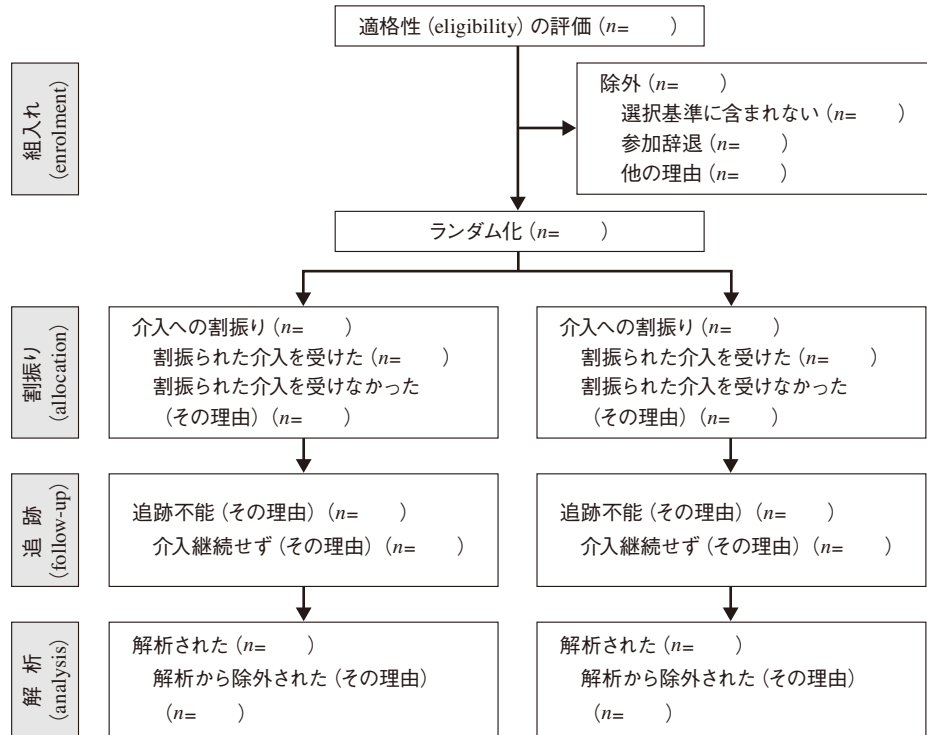 適格性 (eligibility) の評価 (n=　　)
組入れ
(enrolment)
除外 (n=　　)
選択基準に含まれない (n=　　)
参加辞退 (n=　　)
他の理由 (n=　　)
ランダム化 (n=　　)
割振り
(allocation)
介入への割振り (n=　　)
割振られた介入を受けた (n=　　)
割振られた介入を受けなかった
(その理由) (n=　　)
介入への割振り (n=　　)
割振られた介入を受けた (n=　　)
割振られた介入を受けなかった
(その理由) (n=　　)
追 跡
(follow-up)
追跡不能 (その理由) (n=　　)
介入継続せず (その理由) (n=　　)
追跡不能 (その理由) (n=　　)
介入継続せず (その理由) (n=　　)
解 析
(analysis)
解析された (n=　　)
解析から除外された (その理由)
(n=　　)
解析された (n=　　)
解析から除外された (その理由)
(n=　　)